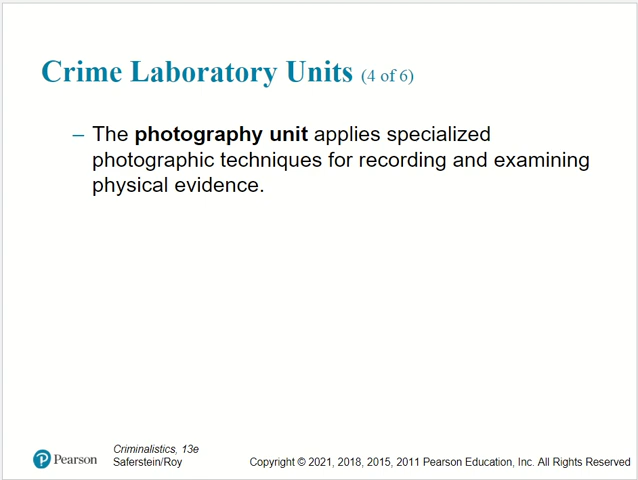 Crime Laboratory Units (4 of 6)
– The photography unit applies specialized
photographic techniques for recording and examining
physical evidence.
Pearson
Criminalistics, 13e
Saferstein/Roy
Copyright © 2021, 2018, 2015, 2011 Pearson Education, Inc. All Rights Reserved